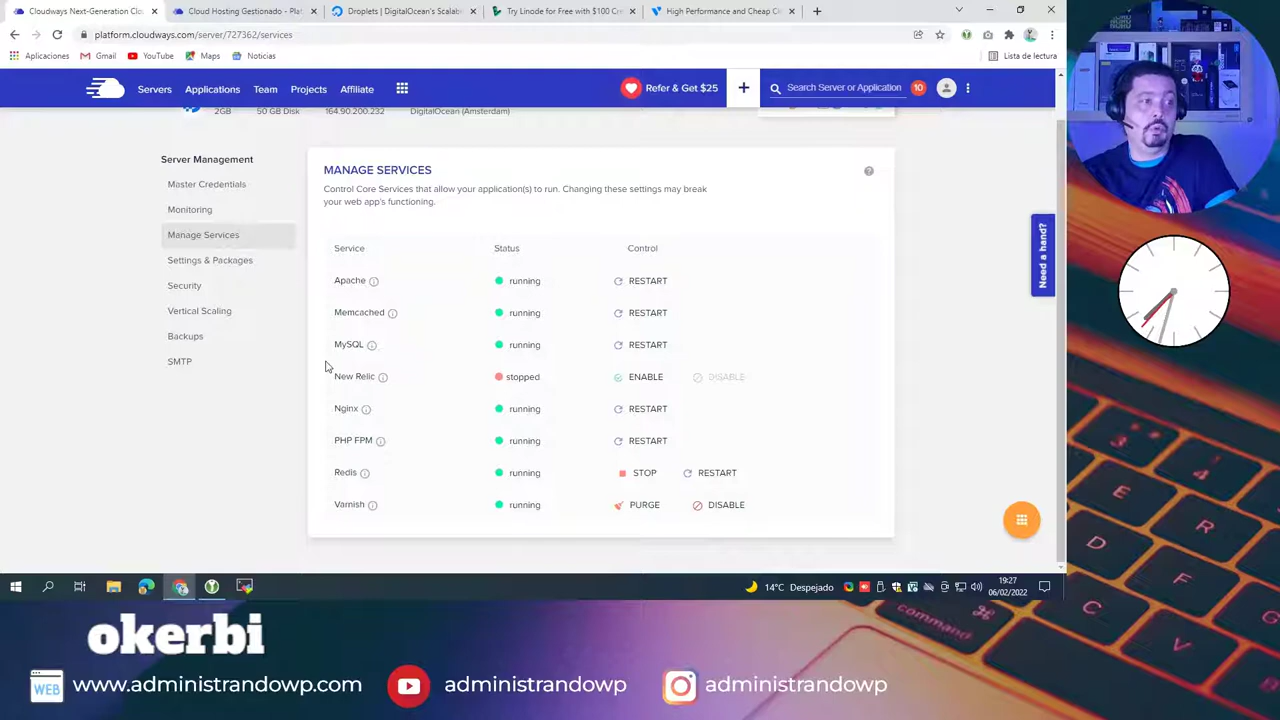 Cloudways Next-Generation Clou
Cloud Hosting Gestionado - Plat
Droplets | DigitalOcean's Scalab
Try Linode for Free with $100 Cr
High Performance and Cheap Clo
platform.cloudways.com/server/727362/services
Aplicaciones
Gmail
YouTube
Maps
Noticias
Lista de lectura
Servers
Applications
Team
Projects
Affiliate
Refer & Get $25
+
Search Server or Application
10
2GB
50 GB Disk
164.90.200.232
DigitalOcean (Amsterdam)
Server Management
Master Credentials
Monitoring
Manage Services
Settings & Packages
Security
Vertical Scaling
Backups
SMTP
MANAGE SERVICES
Control Core Services that allow your application(s) to run. Changing these settings may break
your web app's functioning.
Service Status Control
Apache running RESTART
Memcached running RESTART
MySQL running RESTART
New Relic stopped ENABLE DISABLE
Nginx running RESTART
PHP FPM running RESTART
Redis running STOP RESTART
Varnish running PURGE DISABLE
Need a hand?
14°C Despejado
19:27
06/02/2022
okerbi
WEB
www.administrandowp.com
administrandowp
administrandowp
3
4
E
R
D
F
C
V
command